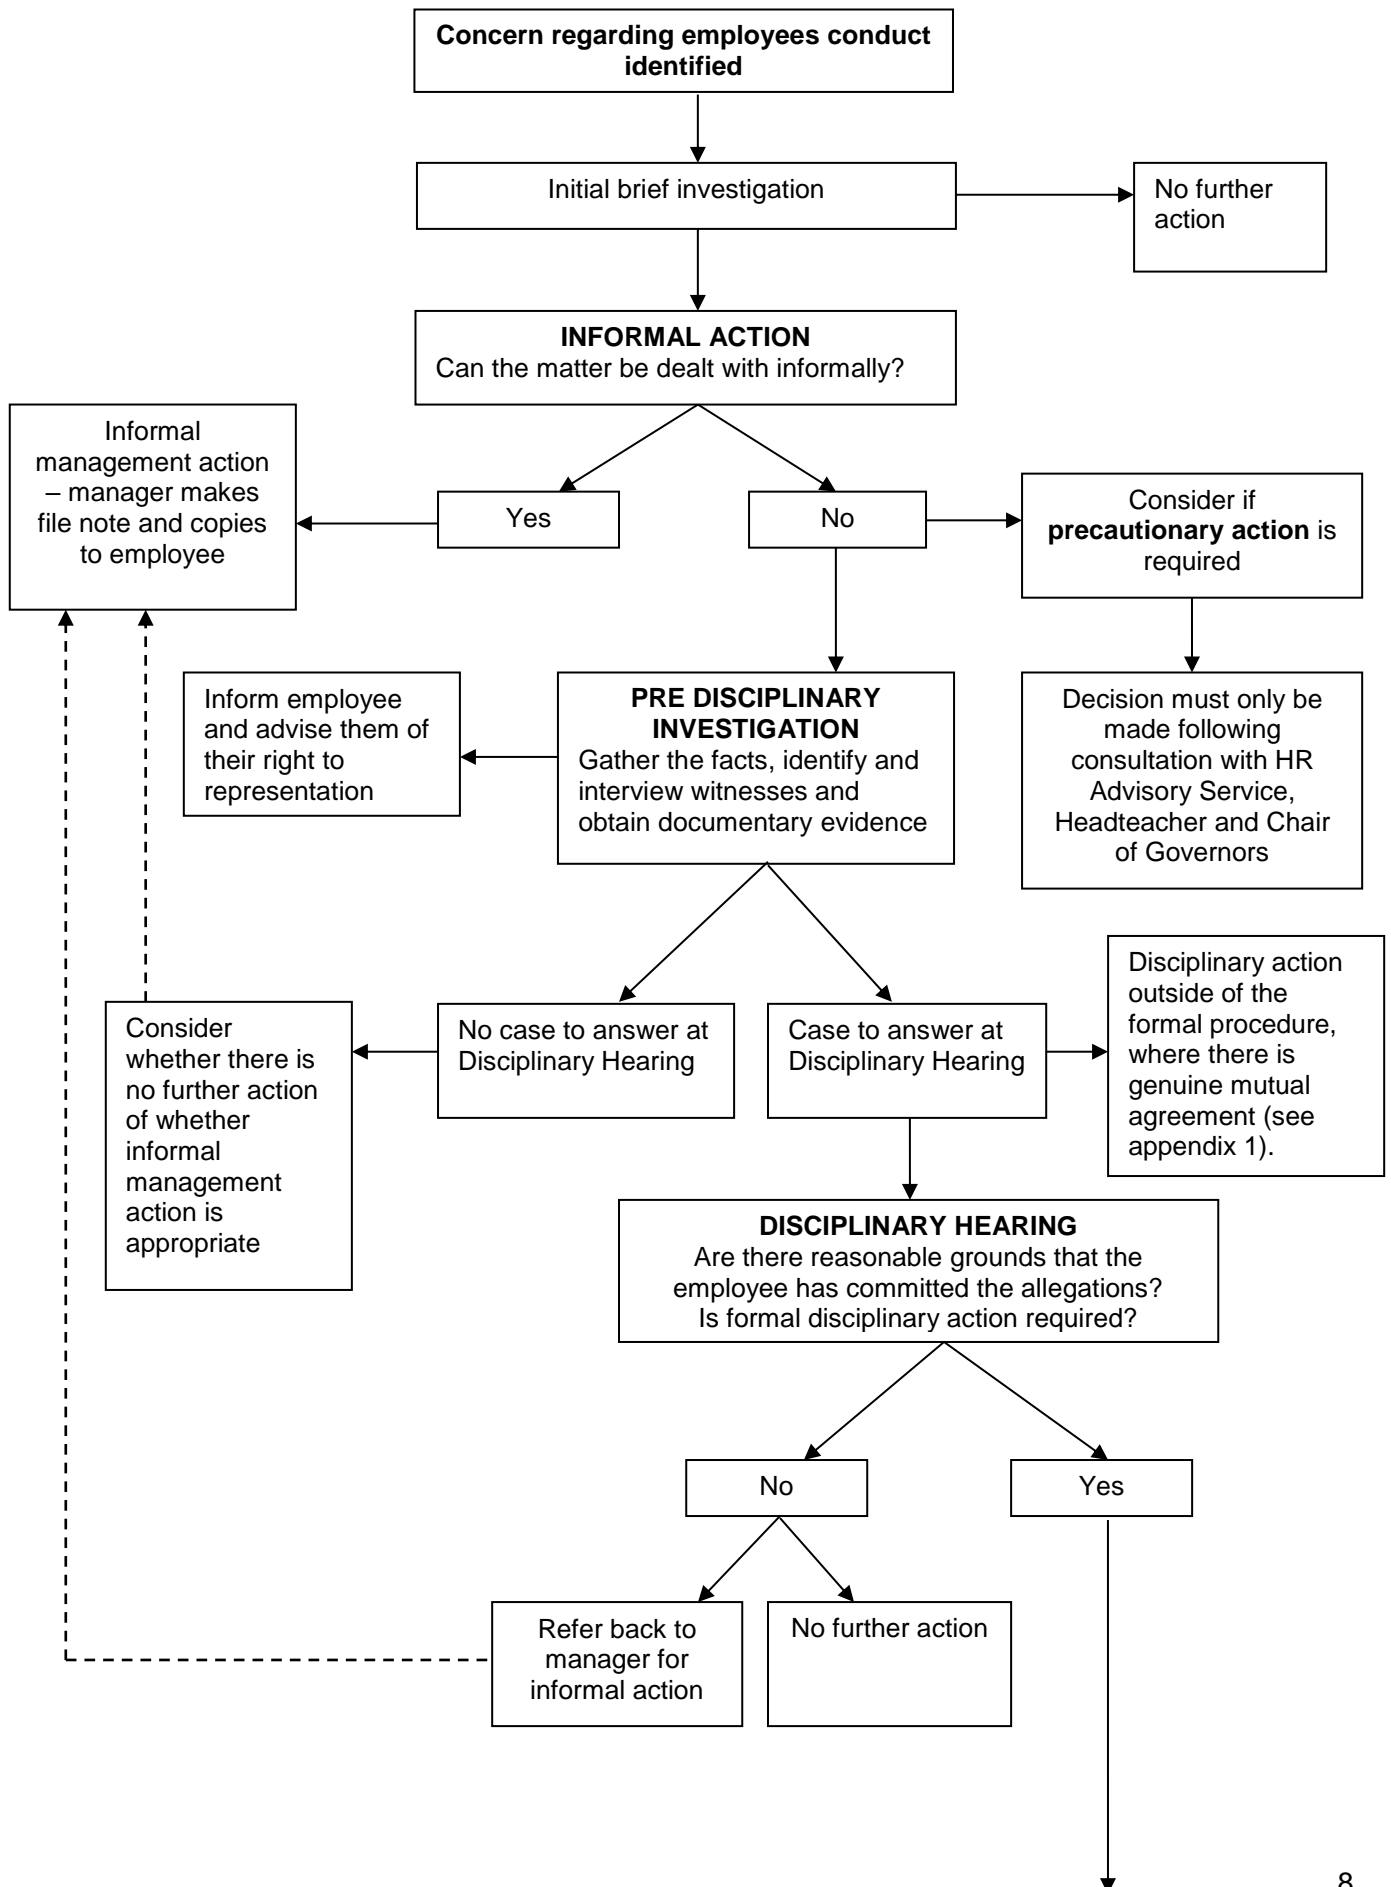 Concern regarding employees conduct
identified
Initial brief investigation
No further
action
INFORMAL ACTION
Can the matter be dealt with informally?
Informal
management action
– manager makes
file note and copies
to employee
Yes
No
Consider if
precautionary action is
required
Inform employee
and advise them of
their right to
representation
PRE DISCIPLINARY
INVESTIGATION
Gather the facts, identify and
interview witnesses and
obtain documentary evidence
Decision must only be
made following
consultation with HR
Advisory Service,
Headteacher and Chair
of Governors
Consider
whether there is
no further action
of whether
informal
management
action is
appropriate
No case to answer at
Disciplinary Hearing
Case to answer at
Disciplinary Hearing
Disciplinary action
outside of the
formal procedure,
where there is
genuine mutual
agreement (see
appendix 1).
DISCIPLINARY HEARING
Are there reasonable grounds that the
employee has committed the allegations?
Is formal disciplinary action required?
No
Yes
Refer back to
manager for
informal action
No further action
8